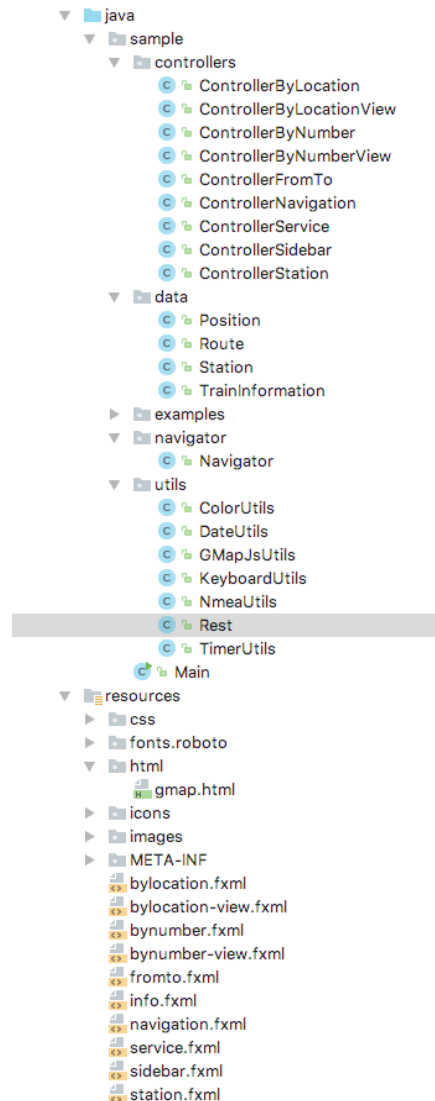 java
sample
controllers
ControllerByLocation
ControllerByLocationView
ControllerByNumber
ControllerByNumberView
ControllerFromTo
ControllerNavigation
ControllerService
ControllerSidebar
ControllerStation
data
Position
Route
Station
TrainInformation
examples
navigator
Navigator
utils
ColorUtils
DateUtils
GMapJsUtils
KeyboardUtils
NmeaUtils
Rest
TimerUtils
Main
resources
css
fonts.roboto
html
gmap.html
icons
images
META-INF
bylocation.fxml
bylocation-view.fxml
bynumber.fxml
bynumber-view.fxml
fromto.fxml
info.fxml
navigation.fxml
service.fxml
sidebar.fxml
station.fxml